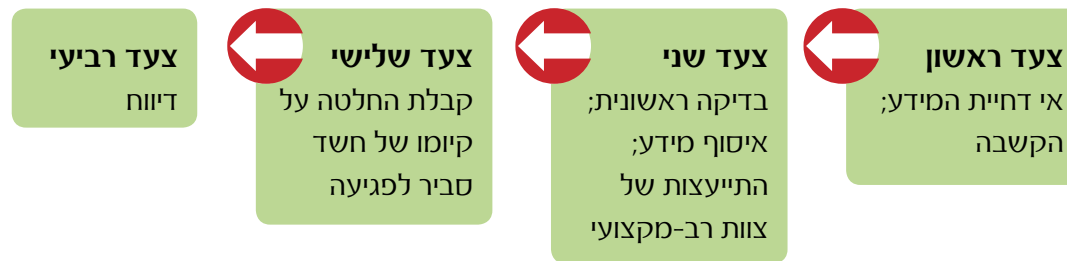 צעד ראשון
אי דחיית המידע;
הקשבה
צעד שני
בדיקה ראשונית;
איסוף מידע;
התייעצות של
צוות רב-מקצועי
צעד שלישי
קבלת החלטה על
קיומו של חשד
סביר לפגיעה
צעד רביעי
דיווח